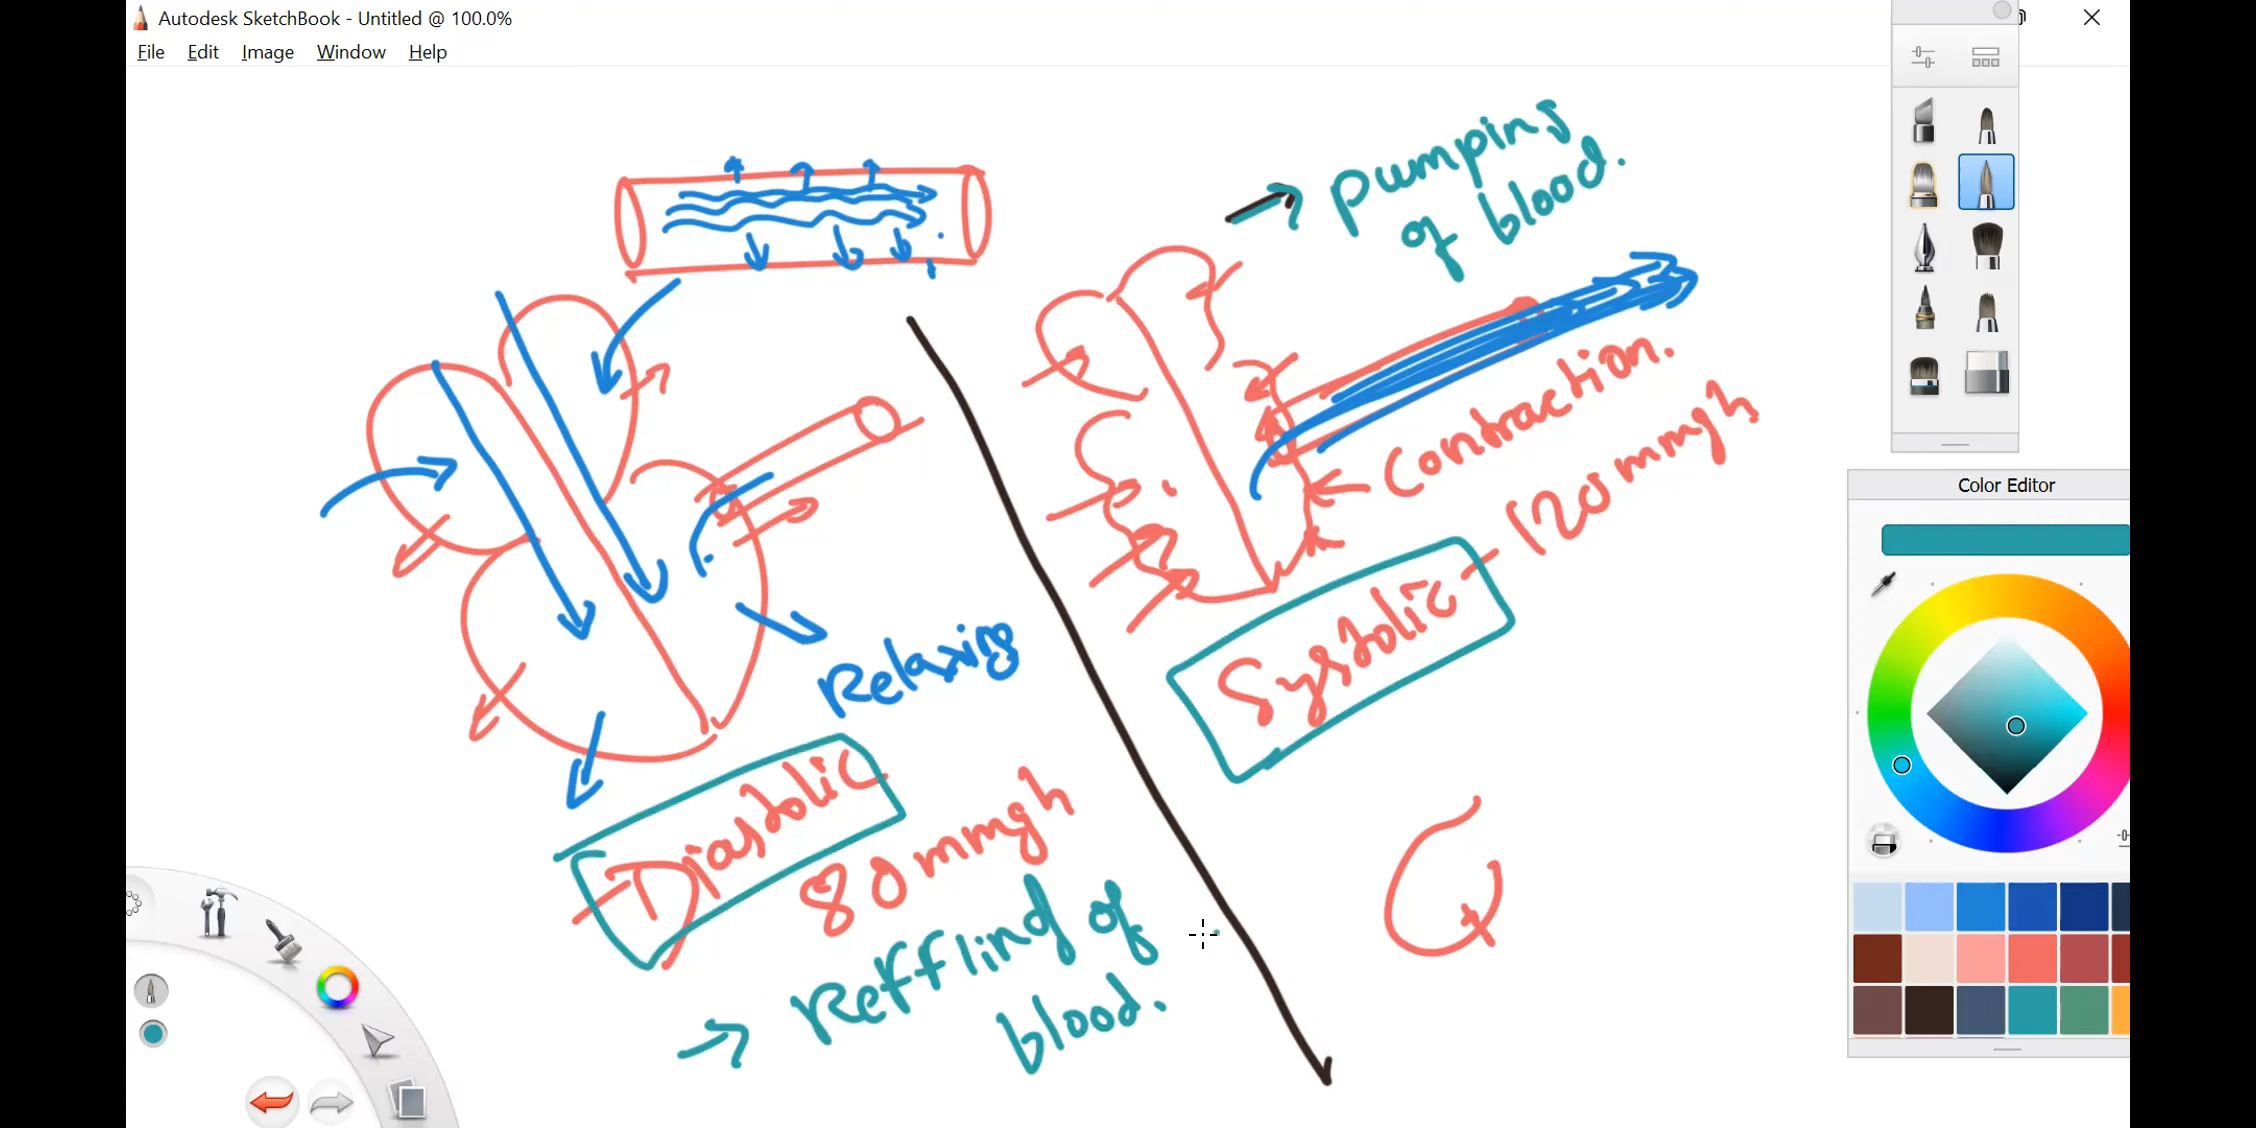 Autodesk SketchBook - Untitled @ 100.0%
File Edit Image Window Help
pumping
of blood.
Contraction.
Systolic - 120 mmgh
Relaxing
Diastolic
80 mmgh
Refflind of
blood.
Color Editor